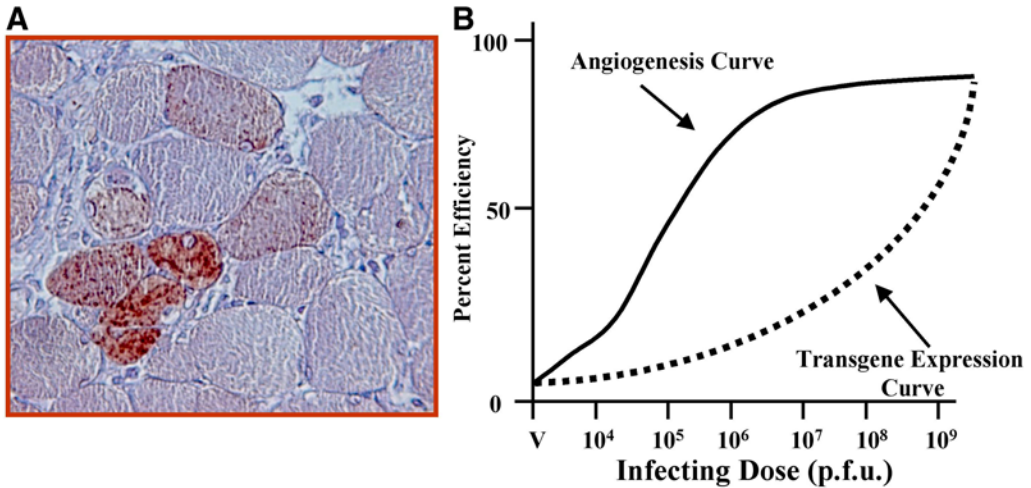 A
B
100
Angiogenesis Curve
Percent Efficiency
50
Transgene Expression
Curve
0
V 10⁴ 10⁵ 10⁶ 10⁷ 10⁸ 10⁹
Infecting Dose (p.f.u.)